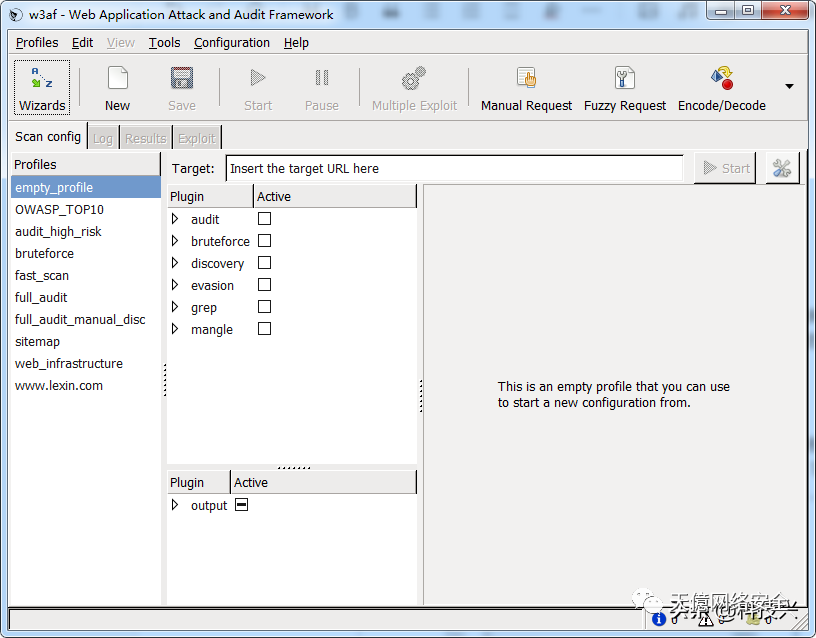 w3af - Web Application Attack and Audit Framework
Profiles Edit View Tools Configuration Help
Wizards New Save Start Pause Multiple Exploit Manual Request Fuzzy Request Encode/Decode
Scan config Log Results Exploit
Profiles
empty_profile
OWASP_TOP10
audit_high_risk
bruteforce
fast_scan
full_audit
full_audit_manual_disc
sitemap
web_infrastructure
www.lexin.com
Target: Insert the target URL here Start
Plugin Active
audit
bruteforce
discovery
evasion
grep
mangle
Plugin Active
output
This is an empty profile that you can use
to start a new configuration from.
天億网络安全